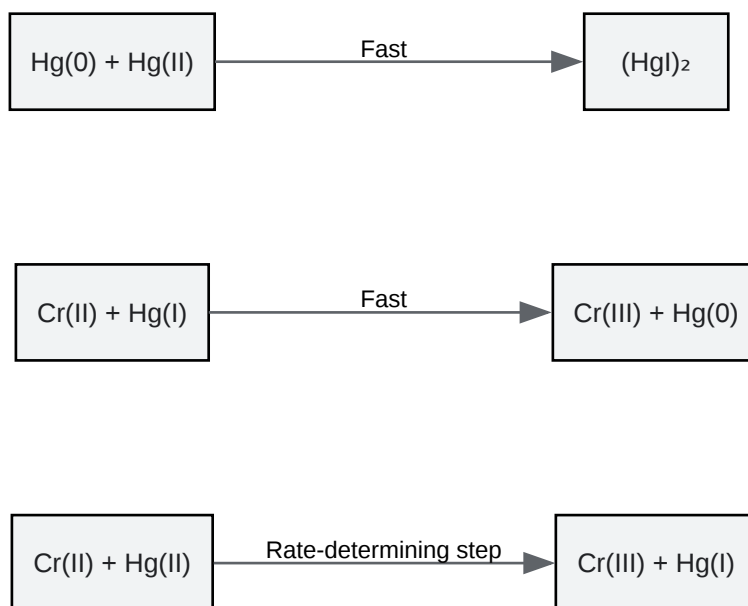 Hg(0) + Hg(II)
Fast
(HgI)₂
Cr(II) + Hg(I)
Fast
Cr(III) + Hg(0)
Cr(II) + Hg(II)
Rate-determining step
Cr(III) + Hg(I)